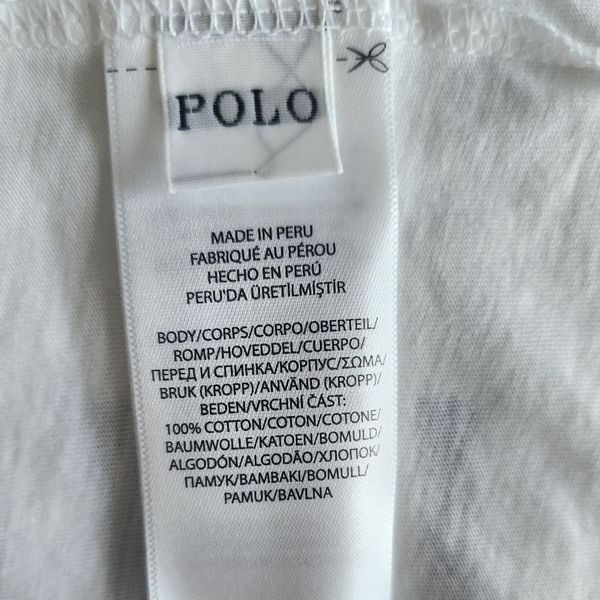 POLO
MADE IN PERU
FABRIQUÉ AU PÉROU
HECHO EN PERÚ
PERU'DA ÜRETİLMİŞTİR
BODY/CORPS/CORPO/OBERTEIL/
ROMP/HOVEDDEL/CUERPO/
ПЕРЕД И СПИНКА/КОРПУС/ΣΩΜΑ/
BRUK (KROPP)/ANVÄND (KROPP)/
BEDEN/VRCHNÍ ČÁST:
100% COTTON/COTON/COTONE/
BAUMWOLLE/KATOEN/BOMULD/
ALGODÓN/ALGODÃO/ХЛОПОК/
ПАМУК/BAMBAKI/BOMULL/
PAMUK/BAVLNA